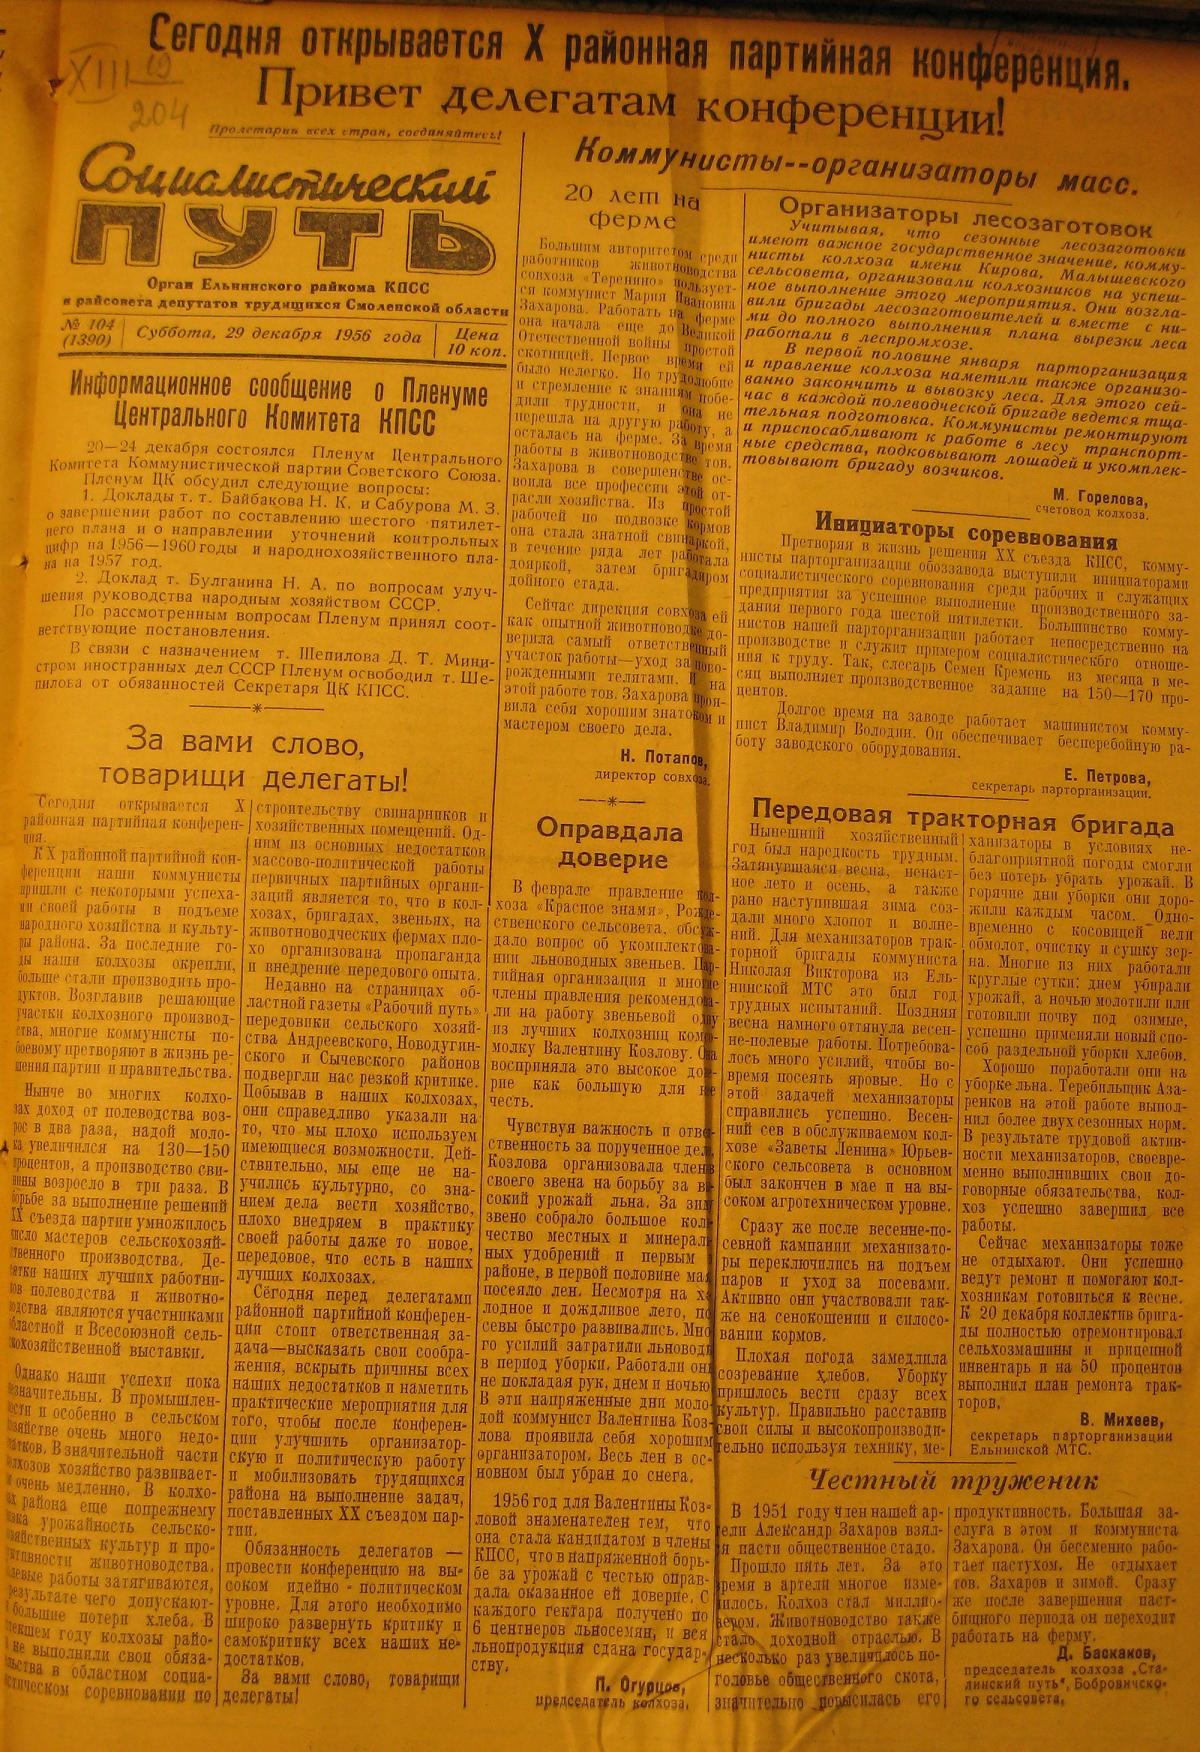 Сегодня открывается X районная партийная конференция.
Привет делегатам конференции!
XIII 19
204
Пролетарии всех стран, соединяйтесь!
Социалистический
ПУТЬ
Орган Ельнинского райкома КПСС
и райсовета депутатов трудящихся Смоленской области
№ 104
(1390)
Суббота, 29 декабря 1956 года
Цена
10 коп.
Информационное сообщение о Пленуме
Центрального Комитета КПСС
20—24 декабря состоялся Пленум Центрального
Комитета Коммунистической партии Советского Союза.
Пленум ЦК обсудил следующие вопросы:
1. Доклады т. т. Байбакова Н. К. и Сабурова М. З.
о завершении работ по составлению шестого пятилет-
него плана и о направлении уточнений контрольных
цифр на 1956—1960 годы и народнохозяйственного пла-
на на 1957 год.
2. Доклад т. Булганина Н. А. по вопросам улуч-
шения руководства народным хозяйством СССР.
По рассмотренным вопросам Пленум принял соот-
ветствующие постановления.
В связи с назначением т. Шепилова Д. Т. Мини-
стром иностранных дел СССР Пленум освободил т. Ше-
пилова от обязанностей Секретаря ЦК КПСС.
За вами слово,
товарищи делегаты!
Сегодня открывается X
районная партийная конферен-
ция.
К X районной партийной кон-
ференции наши коммунисты
пришли с некоторыми успеха-
ми своей работы в подъеме
народного хозяйства и культу-
ры района. За последние го-
ды наши колхозы окрепли,
больше стали производить про-
дуктов. Возглавив решающие
участки колхозного производ-
ства, многие коммунисты по-
боевому претворяют в жизнь ре-
шения партии и правительства.
Нынче во многих колхо-
зах доход от полеводства воз-
рос в два раза, надой моло-
ка увеличился на 130—150
процентов, а производство сви-
нины возросло в три раза. В
борьбе за выполнение решений
XX съезда партии умножилось
число мастеров сельскохозяй-
ственного производства. Де-
сятки наших лучших работни-
ков полеводства и животно-
водства являются участниками
областной и Всесоюзной сель-
скохозяйственной выставки.
Однако наши успехи пока
незначительны. В промышлен-
ности и особенно в сельском
хозяйстве очень много недо-
статков. В значительной части
колхозов хозяйство развивает-
ся очень медленно. В колхо-
зах района еще попрежнему
низка урожайность сельско-
хозяйственных культур и про-
дуктивности животноводства.
Полевые работы затягиваются,
в результате чего допускают-
ся большие потери хлеба. В
текшем году колхозы райо-
на не выполнили свои обяза-
тельства в областном социа-
листическом соревновании по
строительству свинарников и
хозяйственных помещений. Од-
ним из основных недостатков
массово-политической работы
первичных партийных органи-
заций является то, что в кол-
хозах, бригадах, звеньях, на
животноводческих фермах пло-
хо организована пропаганда
и внедрение передового опыта.
Недавно на страницах об-
ластной газеты «Рабочий путь»
передовики сельского хозяй-
ства Андреевского, Новодугин-
ского и Сычевского районов
подвергли нас резкой критике.
Побывав в наших колхозах,
они справедливо указали на
то, что мы плохо используем
имеющиеся возможности. Дей-
ствительно, мы еще не на-
учились культурно, со зна-
нием дела вести хозяйство,
плохо внедряем в практику
своей работы даже то новое,
передовое, что есть в наших
лучших колхозах.
Сегодня перед делегатами
районной партийной конферен-
ции стоит ответственная за-
дача—высказать свои сообра-
жения, вскрыть причины всех
наших недостатков и наметить
практические мероприятия для
того, чтобы после конферен-
ции улучшить организатор-
скую и политическую работу
и мобилизовать трудящихся
района на выполнение задач,
поставленных XX съездом пар-
тии.
Обязанность делегатов —
провести конференцию на вы-
соком идейно - политическом
уровне. Для этого необходимо
широко развернуть критику и
самокритику всех наших не-
достатков.
За вами слово, товарищи
делегаты!
Коммунисты--организаторы масс.
20 лет на
ферме
Большим авторитетом среди
работников животноводства
совхоза «Теренино» пользует-
ся коммунист Мария Ивановна
Захарова. Работать на ферме
она начала еще до Великой
Отечественной войны простой
скотницей. Первое время ей
было нелегко. Но трудолюбие
и стремление к знаниям побе-
дили трудности, и она не
перешла на другую работу, а
осталась на ферме. За время
работы в животноводстве тов.
Захарова в совершенстве ос-
воила все профессии этой от-
расли хозяйства. Из простой
рабочей по подвозке кормов
она стала знатной свинаркой,
в течение ряда лет работала
дояркой, затем бригадиром
дойного стада.
Сейчас дирекция совхоза ей
как опытной животноводке до-
верила самый ответственный
участок работы—уход за ново-
рожденными телятами. И на
этой работе тов. Захарова проя-
вила себя хорошим знатоком и
мастером своего дела.
Н. Потапов,
директор совхоза.
Оправдала
доверие
В феврале правление кол-
хоза «Красное знамя», Рожде-
ственского сельсовета, обсуж-
дало вопрос об укомплектова-
нии льноводных звеньев. Пар-
тийная организация и многие
члены правления рекомендова-
ли на работу звеньевой одну
из лучших колхозниц комсо-
молку Валентину Козлову. Она
восприняла это высокое дове-
рие как большую для нее
честь.
Чувствуя важность и ответ-
ственность за порученное дело,
Козлова организовала членов
своего звена на борьбу за вы-
сокий урожай льна. За зиму
звено собрало большое коли-
чество местных и минераль-
ных удобрений и первым в
районе, в первой половине мая,
посеяло лен. Несмотря на хо-
лодное и дождливое лето, по-
севы быстро развивались. Мно-
го усилий затратили льноводы
в период уборки. Работали они
не покладая рук, днем и ночью.
В эти напряженные дни моло-
дой коммунист Валентина Коз-
лова проявила себя хорошим
организатором. Весь лен в ос-
новном был убран до снега.
1956 год для Валентины Коз-
ловой знаменателен тем, что
она стала кандидатом в члены
КПСС, что в напряженной борь-
бе за урожай с честью оправ-
дала оказанное ей доверие. С
каждого гектара получено по
6 центнеров льносемян, и вся
льнопродукция сдана государ-
ству.
П. Огурцов,
председатель колхоза.
Организаторы лесозаготовок
Учитывая, что сезонные лесозаготовки
имеют важное государственное значение, комму-
нисты колхоза имени Кирова, Малышевского
сельсовета, организовали колхозников на успеш-
ное выполнение этого мероприятия. Они возгла-
вили бригады лесозаготовителей и вместе с ни-
ми до полного выполнения плана вырезки леса
работали в леспромхозе.
В первой половине января парторганизация
и правление колхоза наметили также организо-
ванно закончить и вывозку леса. Для этого сей-
час в каждой полеводческой бригаде ведется тща-
тельная подготовка. Коммунисты ремонтируют
и приспосабливают к работе в лесу транспорт-
ные средства, подковывают лошадей и укомплек-
товывают бригаду возчиков.
М. Горелова,
счетовод колхоза.
Инициаторы соревнования
Претворяя в жизнь решения XX съезда КПСС, комму-
нисты парторганизации обоззавода выступили инициаторами
социалистического соревнования среди рабочих и служащих
предприятия за успешное выполнение производственного за-
дания первого года шестой пятилетки. Большинство комму-
нистов нашей парторганизации работает непосредственно на
производстве и служит примером социалистического отноше-
ния к труду. Так, слесарь Семен Кремень из месяца в ме-
сяц выполняет производственное задание на 150—170 про-
центов.
Долгое время на заводе работает машинистом комму-
нист Владимир Володин. Он обеспечивает бесперебойную ра-
боту заводского оборудования.
Е. Петрова,
секретарь парторганизации.
Передовая тракторная бригада
Нынешний хозяйственный
год был наредкость трудным.
Затянувшаяся весна, ненаст-
ное лето и осень, а также
рано наступившая зима соз-
дали много хлопот и волне-
ний. Для механизаторов трак-
торной бригады коммуниста
Николая Викторова из Ель-
нинской МТС это был год
трудных испытаний. Поздняя
весна намного оттянула весен-
не-полевые работы. Потребова-
лось много усилий, чтобы во-
время посеять яровые. Но с
этой задачей механизаторы
справились успешно. Весен-
ний сев в обслуживаемом кол-
хозе «Заветы Ленина» Юрьев-
ского сельсовета в основном
был закончен в мае и на вы-
соком агротехническом уровне.
Сразу же после весенне-по-
севной кампании механизато-
ры переключились на подъем
паров и уход за посевами.
Активно они участвовали так-
же на сенокошении и силосо-
вании кормов.
Плохая погода замедлила
созревание хлебов. Уборку
пришлось вести сразу всех
культур. Правильно расставив
свои силы и высокопроизводи-
тельно используя технику, ме-
ханизаторы в условиях не-
благоприятной погоды смогли
без потерь убрать урожай. В
горячие дни уборки они доро-
жили каждым часом. Одно-
временно с косовицей вели
обмолот, очистку и сушку зер-
на. Многие из них работали
круглые сутки: днем убирали
урожай, а ночью молотили или
готовили почву под озимые,
успешно применяли новый спо-
соб раздельной уборки хлебов.
Хорошо поработали они на
уборке льна. Теребильщик Аза-
ренков на этой работе выпол-
нил более двух сезонных норм.
В результате трудовой актив-
ности механизаторов, своевре-
менно выполнивших свои до-
говорные обязательства, кол-
хоз успешно завершил все
работы.
Сейчас механизаторы тоже
не отдыхают. Они успешно
ведут ремонт и помогают кол-
хозникам готовиться к весне.
К 20 декабря коллектив брига-
ды полностью отремонтировал
сельхозмашины и прицепной
инвентарь и на 50 процентов
выполнил план ремонта трак-
торов.
В. Михеев,
секретарь парторганизации
Ельнинской МТС.
Честный труженик
В 1951 году член нашей ар-
тели Александр Захаров взял-
ся пасти общественное стадо.
Прошло пять лет. За это
время в артели многое изме-
нилось. Колхоз стал миллио-
нером. Животноводство также
стало доходной отраслью. В
несколько раз увеличилось по-
головье общественного скота,
значительно повысилась его
продуктивность. Большая за-
слуга в этом и коммуниста
Захарова. Он бессменно рабо-
тает пастухом. Не отдыхает
тов. Захаров и зимой. Сразу
же после завершения паст-
бищного периода он переходит
работать на ферму.
Д. Баскаков,
председатель колхоза „Ста-
линский путь", Бобровичско-
го сельсовета.